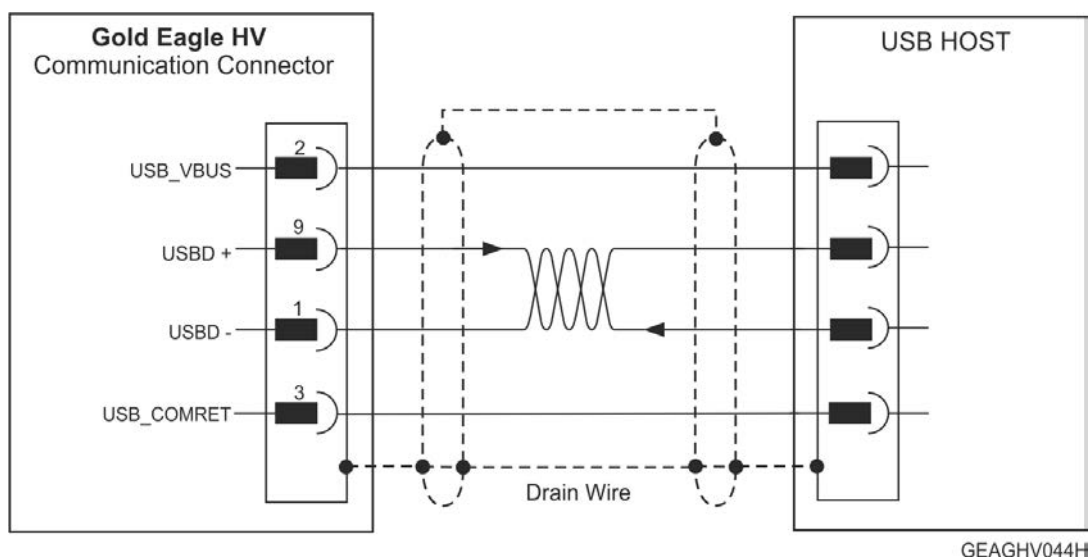 Gold Eagle HV
Communication Connector
USB HOST
2
USB_VBUS
9
USBD +
1
USBD -
3
USB_COMRET
Drain Wire
GEAGHV044H